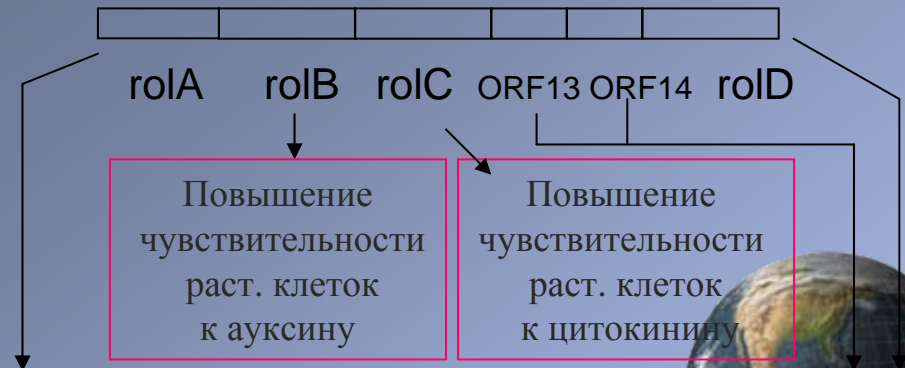 rolA rolB rolC ORF13 ORF14 rolD
Повышение
чувствительности
раст. клеток
к ауксину
Повышение
чувствительности
раст. клеток
к цитокинину